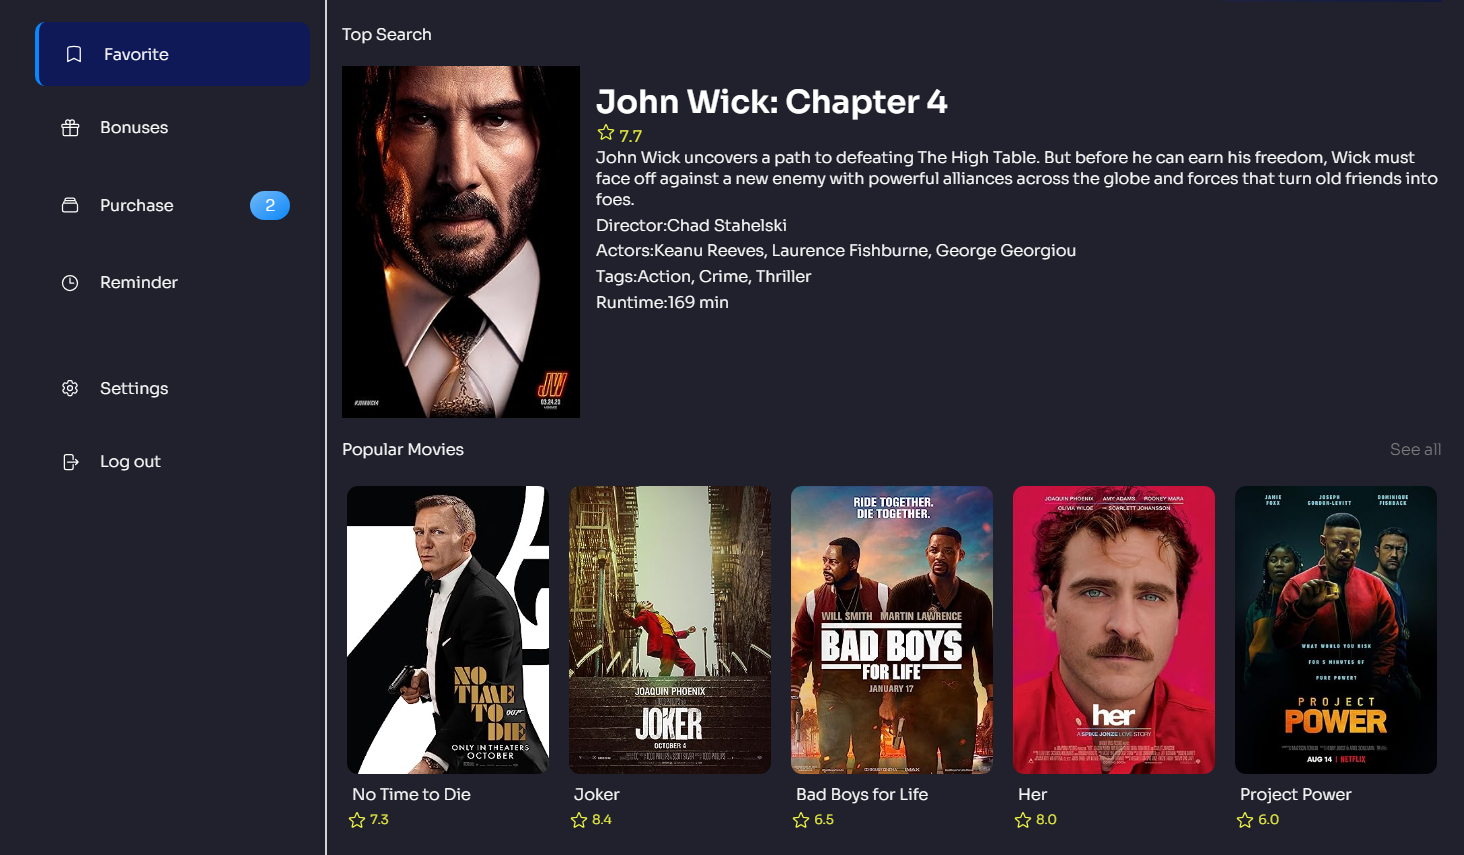 Favorite
Bonuses
Purchase
2
Reminder
Settings
Log out
Top Search
#JOHNWICK4
JW
03.24.23
John Wick: Chapter 4
7.7
John Wick uncovers a path to defeating The High Table. But before he can earn his freedom, Wick must
face off against a new enemy with powerful alliances across the globe and forces that turn old friends into
foes.
Director:Chad Stahelski
Actors:Keanu Reeves, Laurence Fishburne, George Georgiou
Tags:Action, Crime, Thriller
Runtime:169 min
Popular Movies
See all
NO
TIME
TO
DIE
007
ONLY IN THEATERS
OCTOBER
No Time to Die
7.3
JOAQUIN PHOENIX
JOKER
OCTOBER 4
Joker
8.4
RIDE TOGETHER.
DIE TOGETHER.
WILL SMITH MARTIN LAWRENCE
BAD BOYS
FOR LIFE
JANUARY 17
Bad Boys for Life
6.5
JOAQUIN PHOENIX AMY ADAMS ROONEY MARA
OLIVIA WILDE SCARLETT JOHANSSON
her
A SPIKE JONZE LOVE STORY
Her
8.0
JAMIE FOXX
JOSEPH GORDON-LEVITT
DOMINIQUE FISHBACK
WHAT WOULD YOU RISK
FOR 5 MINUTES OF
PURE POWER?
PROJECT
POWER
AUG 14 | NETFLIX
Project Power
6.0